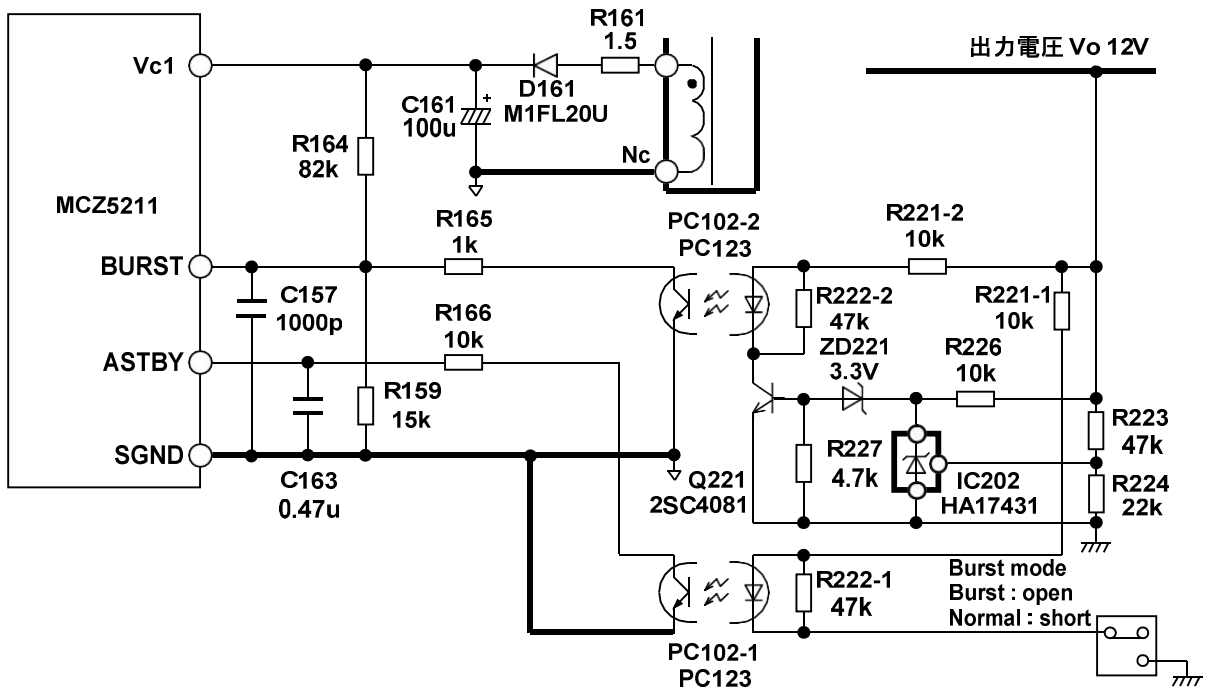 R161
1.5
出力電圧 Vo 12V
Vc1
D161
M1FL20U
C161
100u
+
R164
82k
Nc
MCZ5211
R165
1k
PC102-2
PC123
R221-2
10k
BURST
C157
1000p
R222-2
47k
R221-1
10k
R166
10k
ZD221
3.3V
R226
10k
ASTBY
R159
15k
R223
47k
SGND
C163
0.47u
Q221
2SC4081
R227
4.7k
IC202
HA17431
R224
22k
Burst mode
Burst : open
Normal : short
R222-1
47k
PC102-1
PC123